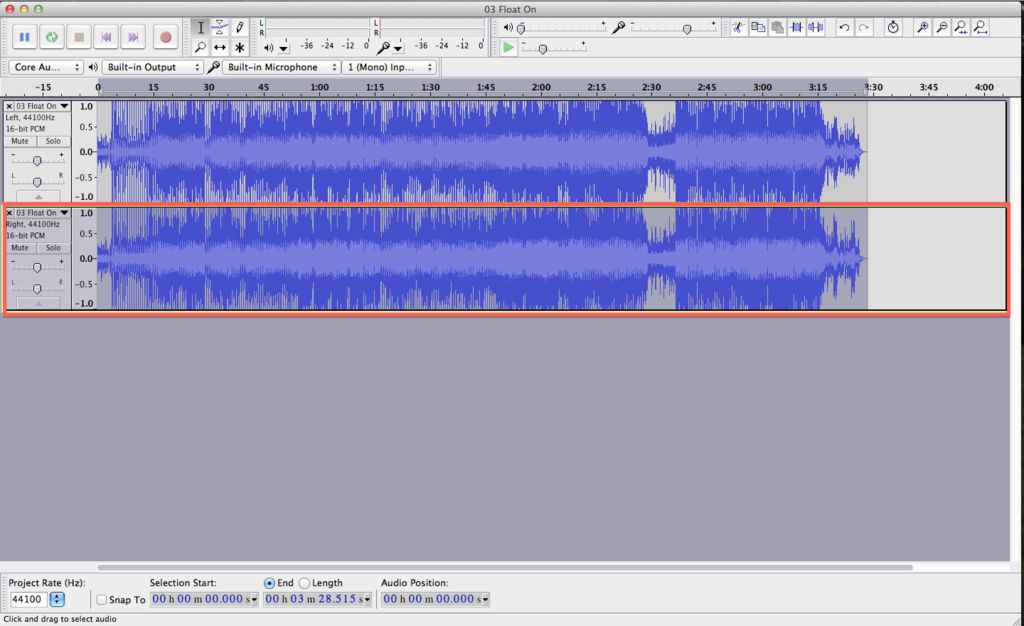 03 Float On
L
R
-36 -24 -12 0
L
R
-36 -24 -12 0
- +
- +
- +
Core Au... Built-in Output Built-in Microphone 1 (Mono) Inp...
-15 0 15 30 45 1:00 1:15 1:30 1:45 2:00 2:15 2:30 2:45 3:00 3:15 3:30 3:45 4:00
03 Float On 1.0
Left, 44100Hz
16-bit PCM 0.5-
Mute Solo
- + 0.0-
L R -0.5-
-1.0
03 Float On 1.0
Right, 44100Hz
16-bit PCM 0.5-
Mute Solo
- + 0.0-
L R -0.5-
-1.0
Project Rate (Hz): Selection Start: End Length Audio Position:
44100 Snap To 00 h 00 m 00.000 s 00 h 03 m 28.515 s 00 h 00 m 00.000 s
Click and drag to select audio